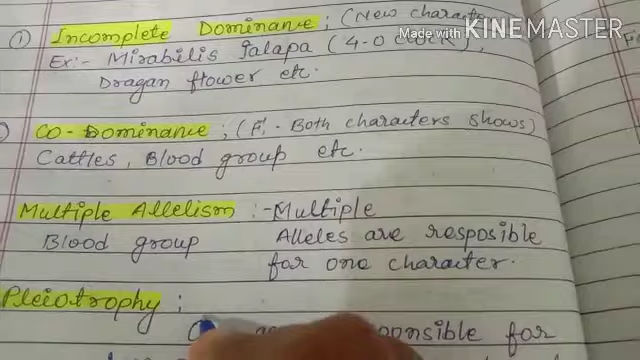 ① Incomplete Dominance; (New characte
Made with KINEMASTER
Ex:- Mirabilis jalapa (4-0 clock),
Dragan flower etc.
Co-Dominance; (F₁ - Both characters shows)
Cattles, Blood group etc.
Multiple Allelism :- Multiple
Blood group Alleles are resposible
for one character.
Pleiotrophy;
for